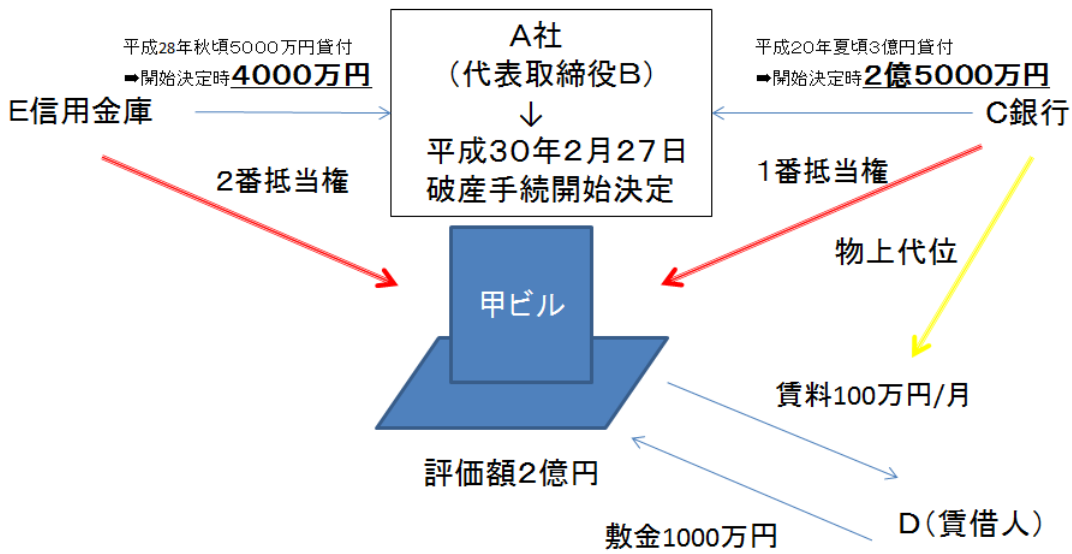 平成28年秋頃5000万円貸付
➡開始決定時4000万円
E信用金庫
A社
(代表取締役B)
↓
平成30年2月27日
破産手続開始決定
平成20年夏頃3億円貸付
➡開始決定時2億5000万円
C銀行
2番抵当権
1番抵当権
物上代位
甲ビル
賃料100万円/月
評価額2億円
敷金1000万円
D(賃借人)